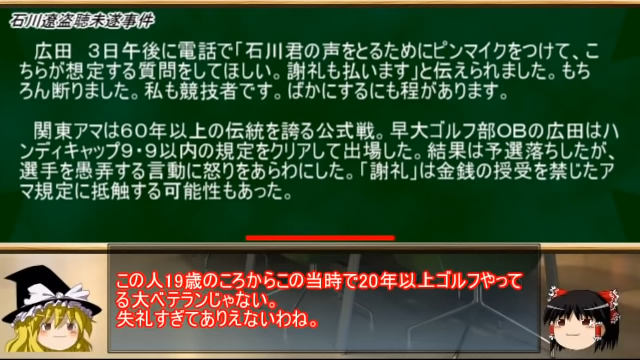 石川遼盗聴未遂事件
広田　３日午後に電話で「石川君の声をとるためにピンマイクをつけて、こ
ちらが想定する質問をしてほしい。謝礼も払います」と伝えられました。もち
ろん断りました。私も競技者です。ばかにするにも程があります。
関東アマは６０年以上の伝統を誇る公式戦。早大ゴルフ部ＯＢの広田はハ
ンディキャップ９・９以内の規定をクリアして出場した。結果は予選落ちしたが、
選手を愚弄する言動に怒りをあらわにした。「謝礼」は金銭の授受を禁じたア
マ規定に抵触する可能性もあった。
この人19歳のころからこの当時で20年以上ゴルフやって
る大ベテランじゃない。
失礼すぎてありえないわね。